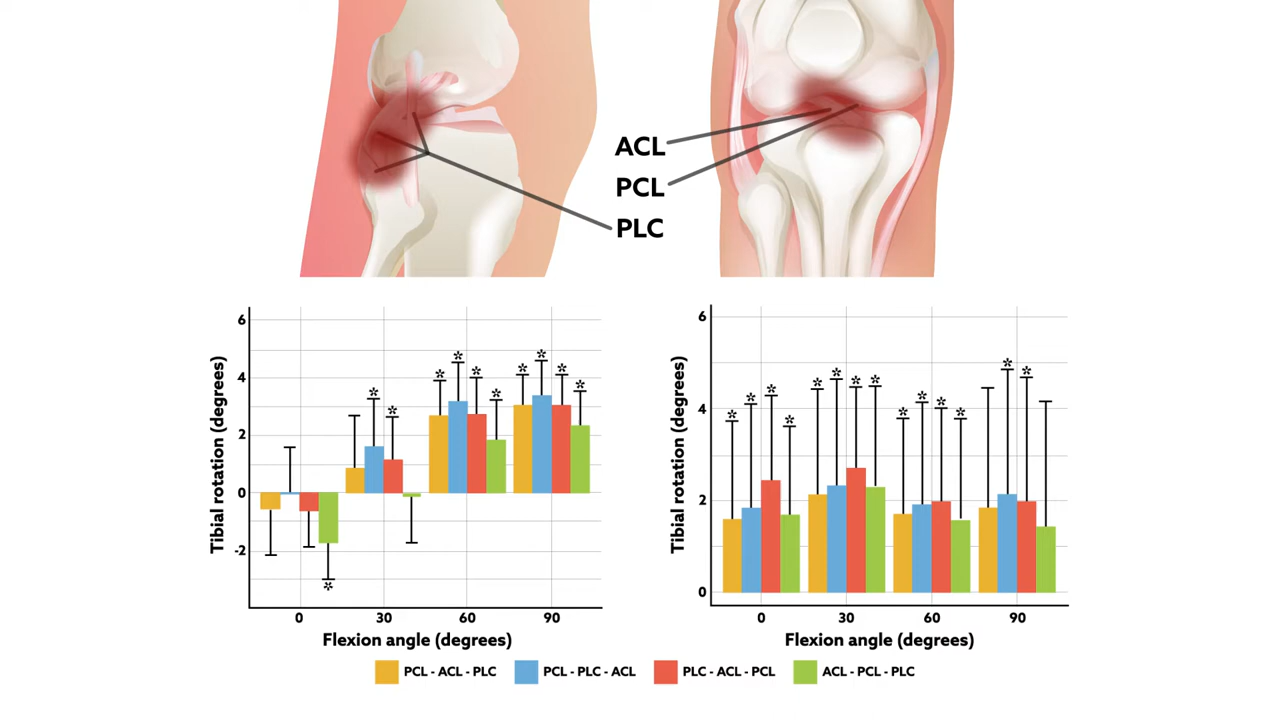 ACL
PCL
PLC
Tibial rotation (degrees)
6
4
2
0
-2
* * * * * * * * * * *
0 30 60 90
Flexion angle (degrees)
Tibial rotation (degrees)
6
4
2
0
* * * * * * * * * * * * * *
0 30 60 90
Flexion angle (degrees)
PCL - ACL - PLC PCL - PLC - ACL PLC - ACL - PCL ACL - PCL - PLC